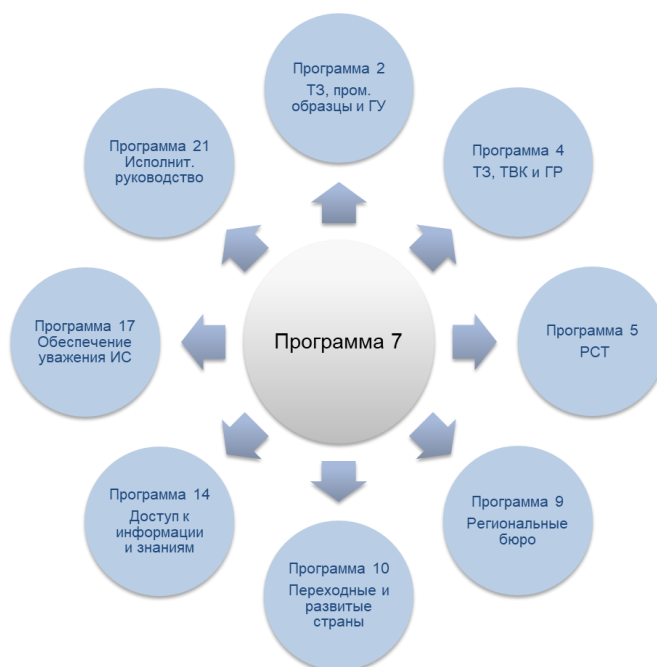 Программа 2
ТЗ, пром.
образцы и ГУ
Программа 21
Исполнит.
руководство
Программа 4
ТЗ, ТВК и ГР
Программа 17
Обеспечение
уважения ИС
Программа 7
Программа 5
РСТ
Программа 14
Доступ к
информации
и знаниям
Программа 9
Региональные
бюро
Программа 10
Переходные и
развитые
страны